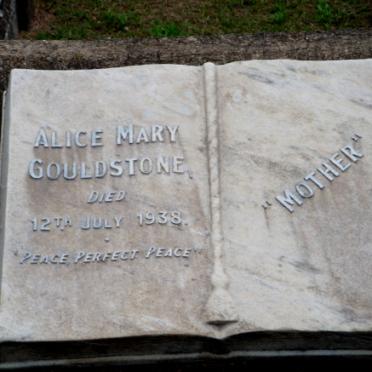 ALICE MARY
GOULDSTONE,
DIED
12TH JULY 1938.
"PEACE, PERFECT PEACE"
"MOTHER"